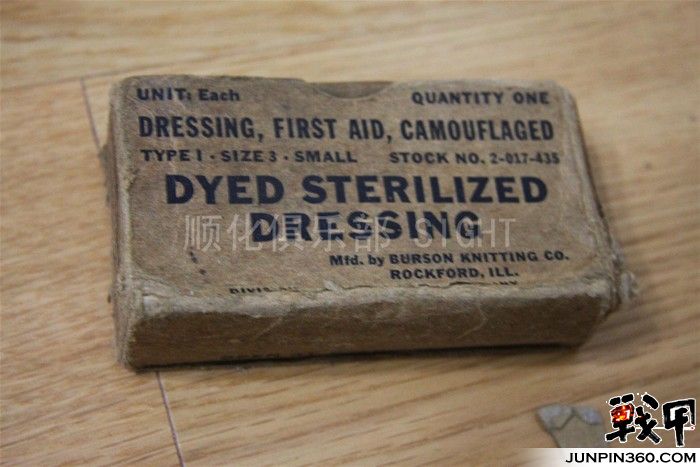 UNIT: Each QUANTITY ONE
DRESSING, FIRST AID, CAMOUFLAGED
TYPE I · SIZE 3 · SMALL STOCK NO. 2-017-435
DYED STERILIZED
DRESSING
顺化俱乐部 SIGHT
Mfd. by BURSON KNITTING CO.
ROCKFORD, ILL.
战甲
JUNPIN360.COM